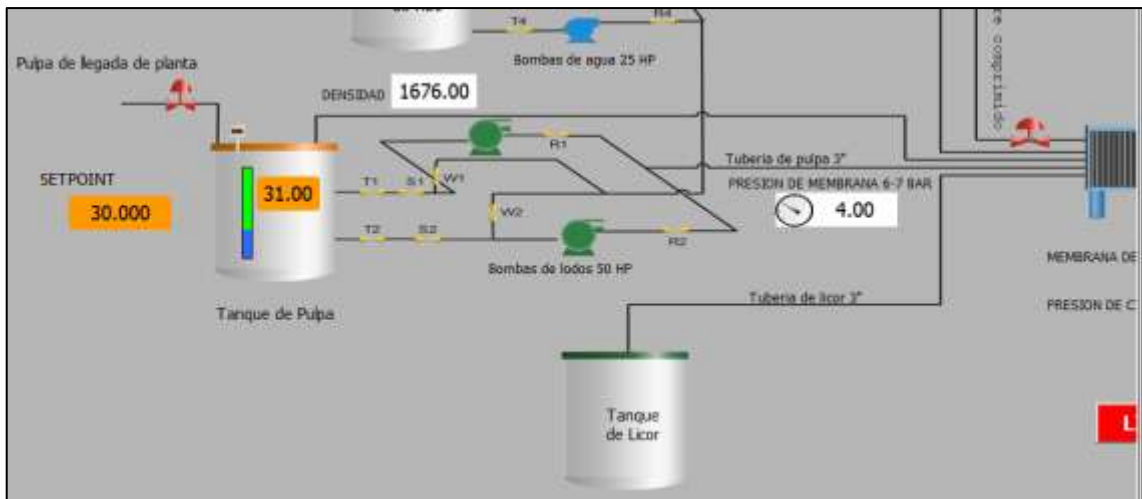 T4
R4
Bombas de agua 25 HP
Pulpa de llegada de planta
DENSIDAD 1676.00
comprimido
R1
Tuberia de pulpa 3"
SETPOINT
30.000
31.00
T1
S1
W1
PRESION DE MEMBRANA 6-7 BAR
4.00
W2
T2
S2
R2
Bombas de lodos 50 HP
MEMBRANA DE
Tanque de Pulpa
Tuberia de licor 3"
PRESION DE C
Tanque
de Licor
L